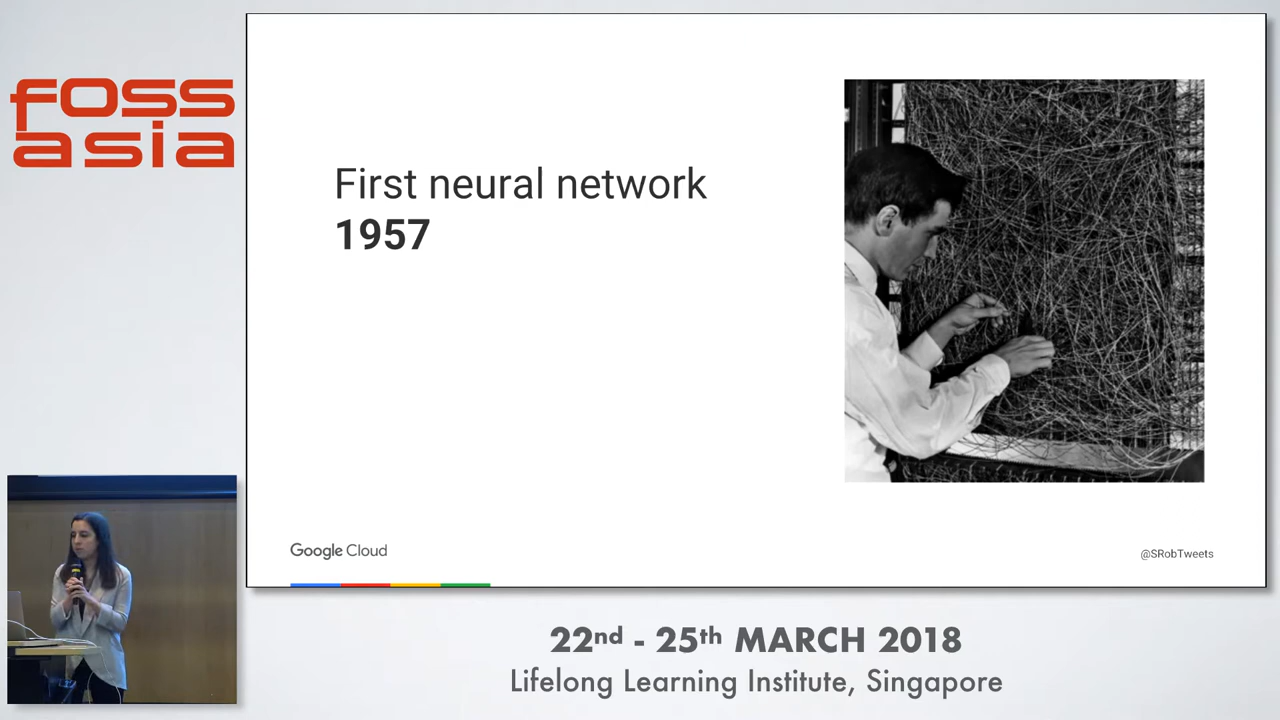 foss
asia
First neural network
1957
Google Cloud
@SRobTweets
22nd - 25th MARCH 2018
Lifelong Learning Institute, Singapore